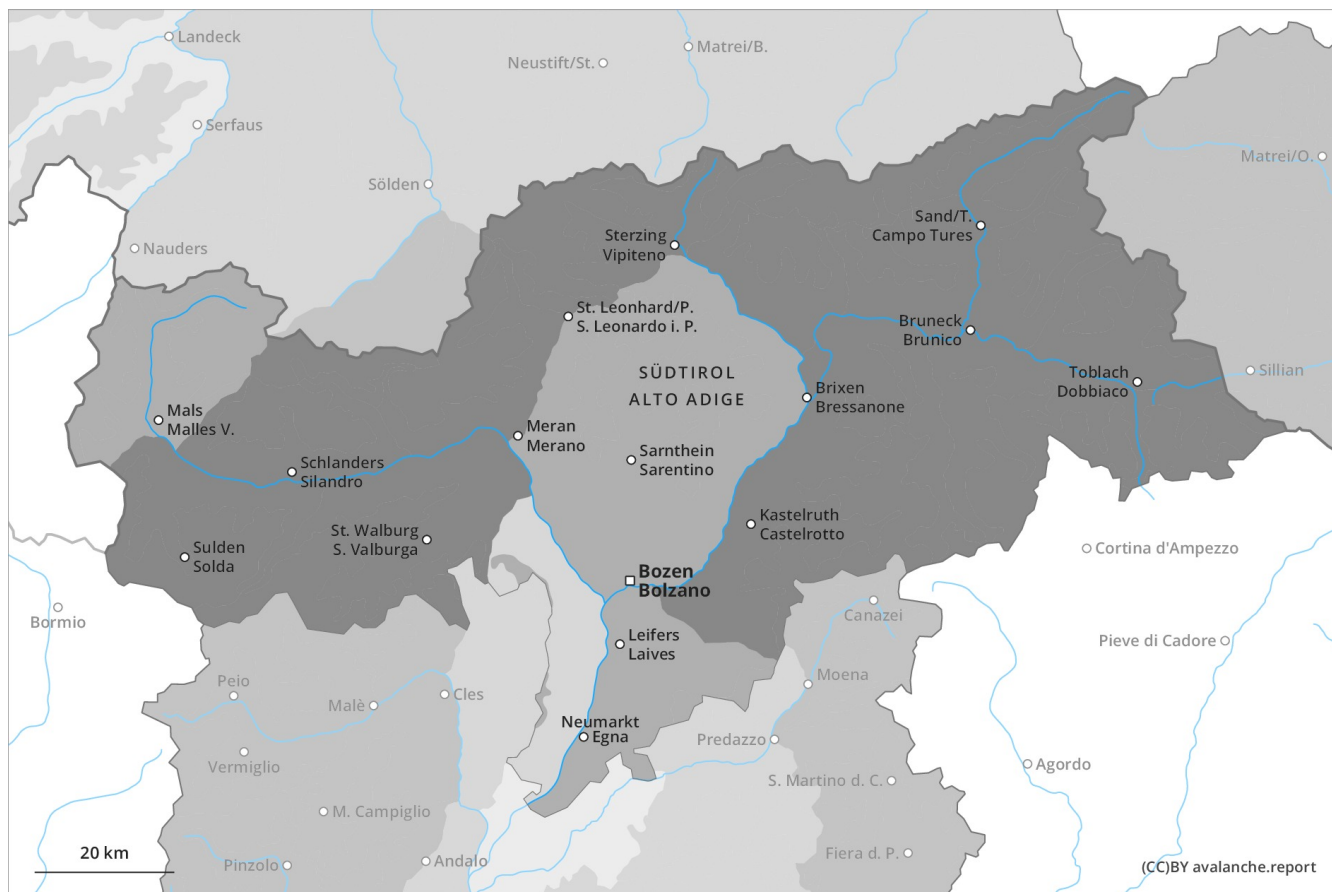 Landeck
Matrei/B.
Neustift/St.
Serfaus
Matrei/O.
Sölden
Sand/T.
Campo Tures
Sterzing
Vipiteno
Nauders
St. Leonhard/P.
S. Leonardo i. P.
Bruneck
Brunico
SÜDTIROL
ALTO ADIGE
Toblach
Dobbiaco
Sillian
Brixen
Bressanone
Mals
Malles V.
Meran
Merano
Sarnthein
Sarentino
Schlanders
Silandro
Kastelruth
Castelrotto
St. Walburg
S. Valburga
Sulden
Solda
Cortina d'Ampezzo
Bozen
Bolzano
Bormio
Canazei
Leifers
Laives
Pieve di Cadore
Moena
Peio
Malè
Cles
Neumarkt
Egna
Predazzo
Vermiglio
Agordo
S. Martino d. C.
M. Campiglio
20 km
Pinzolo
Andalo
Fiera d. P.
(CC)BY avalanche.report